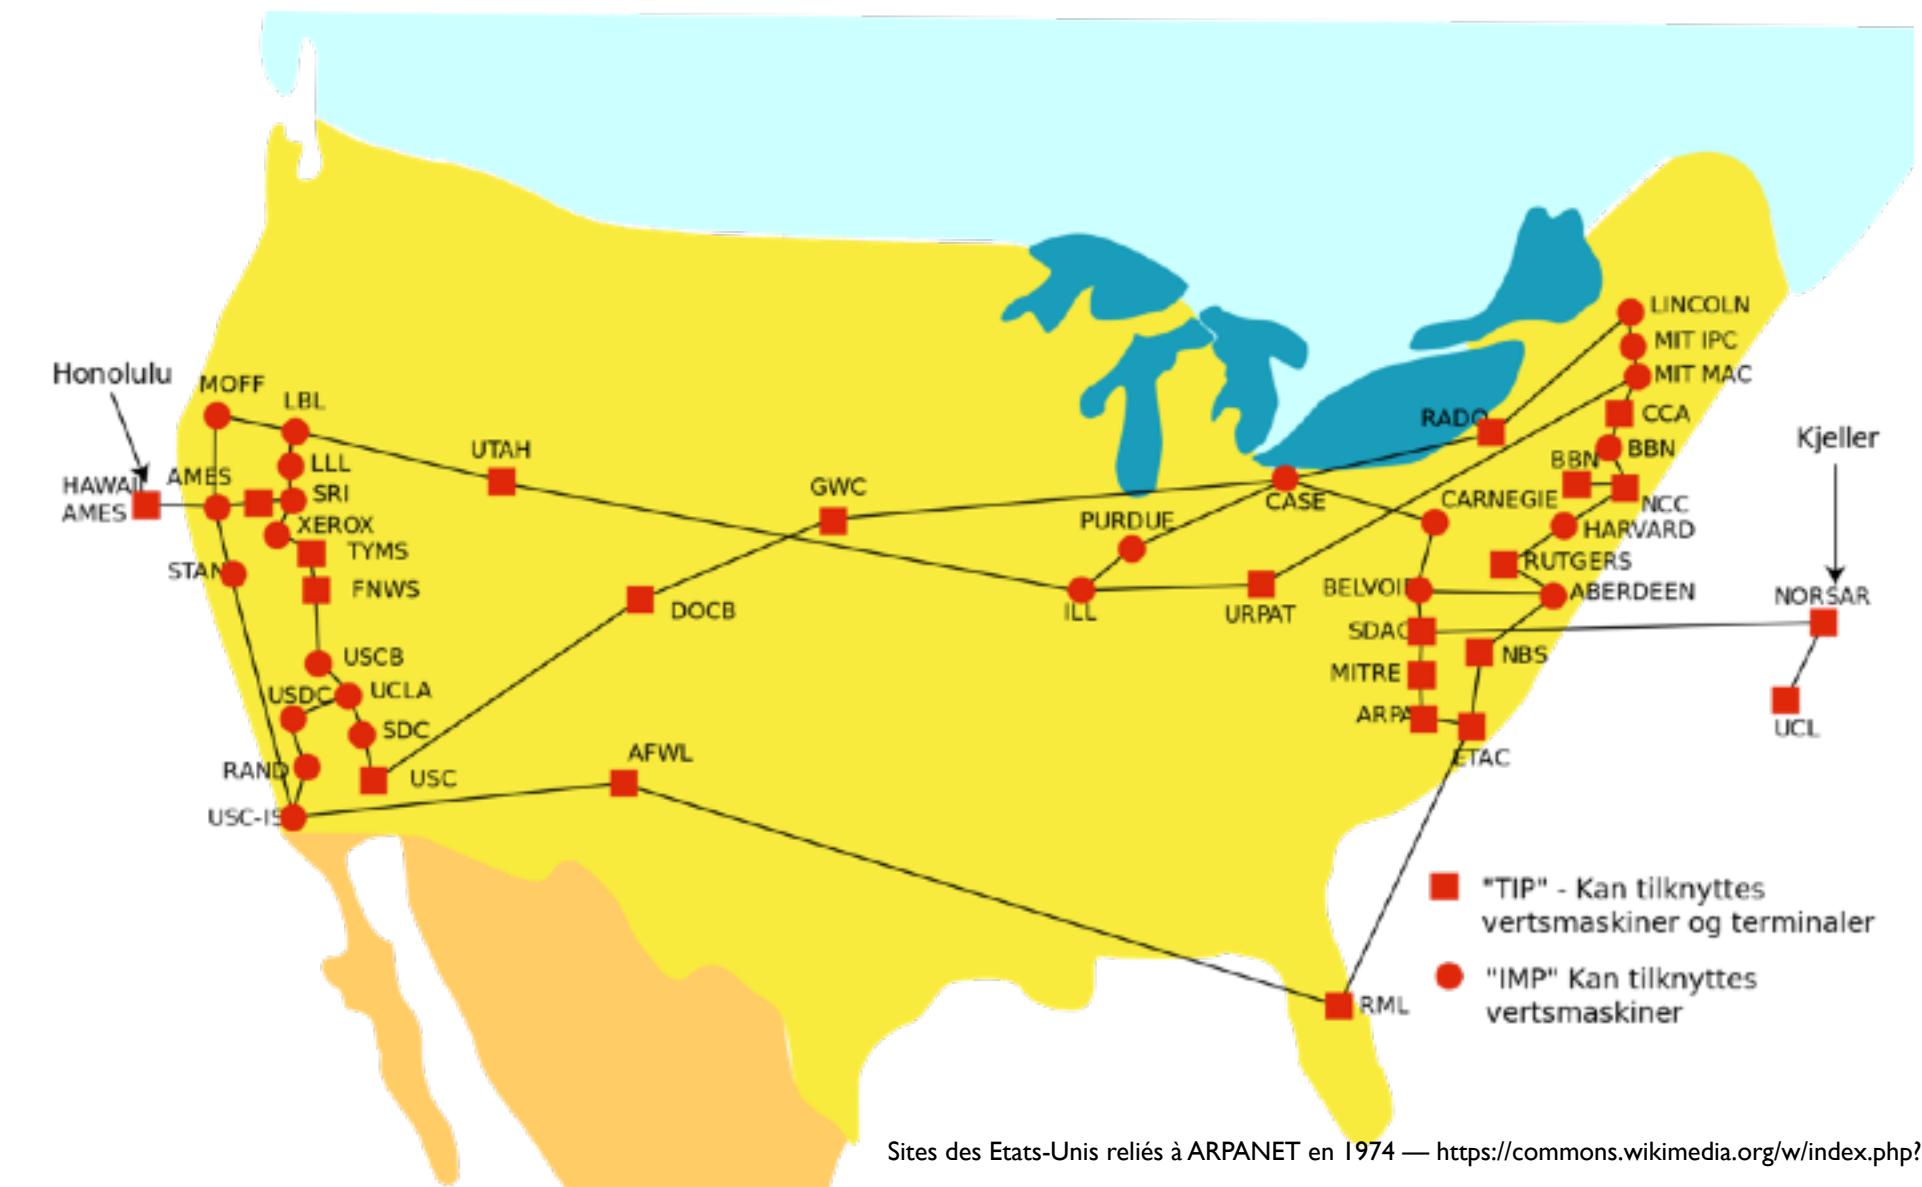 Honolulu
MOFF
LBL
HAWAII
AMES
AMES
LLL
SRI
XEROX
TYMS
STAN
FNWS
USCB
USDC
UCLA
SDC
RAND
USC
USC-IS
UTAH
GWC
DOCB
AFWL
PURDUE
ILL
URPAT
CASE
RADC
LINCOLN
MIT IPC
MIT MAC
CCA
BBN
BBN
NCC
CARNEGIE
HARVARD
RUTGERS
BELVOIR
ABERDEEN
SDAC
NBS
MITRE
ARPA
ETAC
RML
Kjeller
NORSAR
UCL
"TIP" - Kan tilknyttes
vertsmaskiner og terminaler
"IMP" Kan tilknyttes
vertsmaskiner
Sites des Etats-Unis reliés à ARPANET en 1974 — https://commons.wikimedia.org/w/index.php?